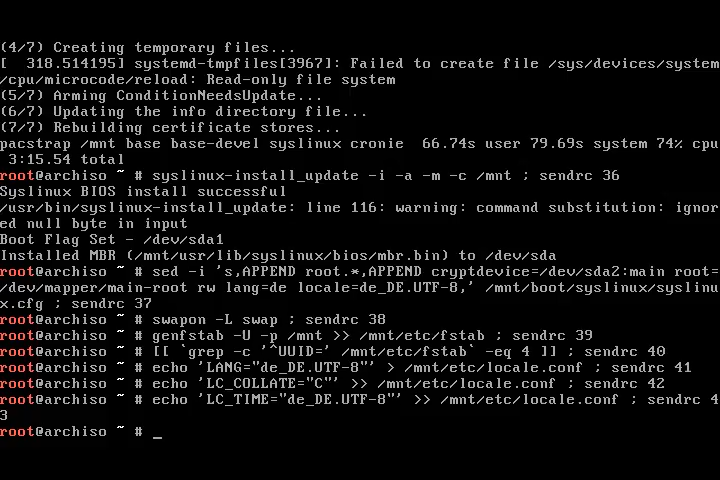 (4/7) Creating temporary files...
[  318.514195] systemd-tmpfiles[3967]: Failed to create file /sys/devices/system
/cpu/microcode/reload: Read-only file system
(5/7) Arming ConditionNeedsUpdate...
(6/7) Updating the info directory file...
(7/7) Rebuilding certificate stores...
pacstrap /mnt base base-devel syslinux cronie  66.74s user 79.69s system 74% cpu
 3:15.54 total
root@archiso ~ # syslinux-install_update -i -a -m -c /mnt ; sendrc 36
Syslinux BIOS install successful
/usr/bin/syslinux-install_update: line 116: warning: command substitution: ignor
ed null byte in input
Boot Flag Set - /dev/sda1
Installed MBR (/mnt/usr/lib/syslinux/bios/mbr.bin) to /dev/sda
root@archiso ~ # sed -i 's,APPEND root.*,APPEND cryptdevice=/dev/sda2:main root=
/dev/mapper/main-root rw lang=de locale=de_DE.UTF-8,' /mnt/boot/syslinux/syslinu
x.cfg ; sendrc 37
root@archiso ~ # swapon -L swap ; sendrc 38
root@archiso ~ # genfstab -U -p /mnt >> /mnt/etc/fstab ; sendrc 39
root@archiso ~ # [[ `grep -c '^UUID=' /mnt/etc/fstab` -eq 4 ]] ; sendrc 40
root@archiso ~ # echo 'LANG="de_DE.UTF-8"' > /mnt/etc/locale.conf ; sendrc 41
root@archiso ~ # echo 'LC_COLLATE="C"' >> /mnt/etc/locale.conf ; sendrc 42
root@archiso ~ # echo 'LC_TIME="de_DE.UTF-8"' >> /mnt/etc/locale.conf ; sendrc 4
3
root@archiso ~ # _